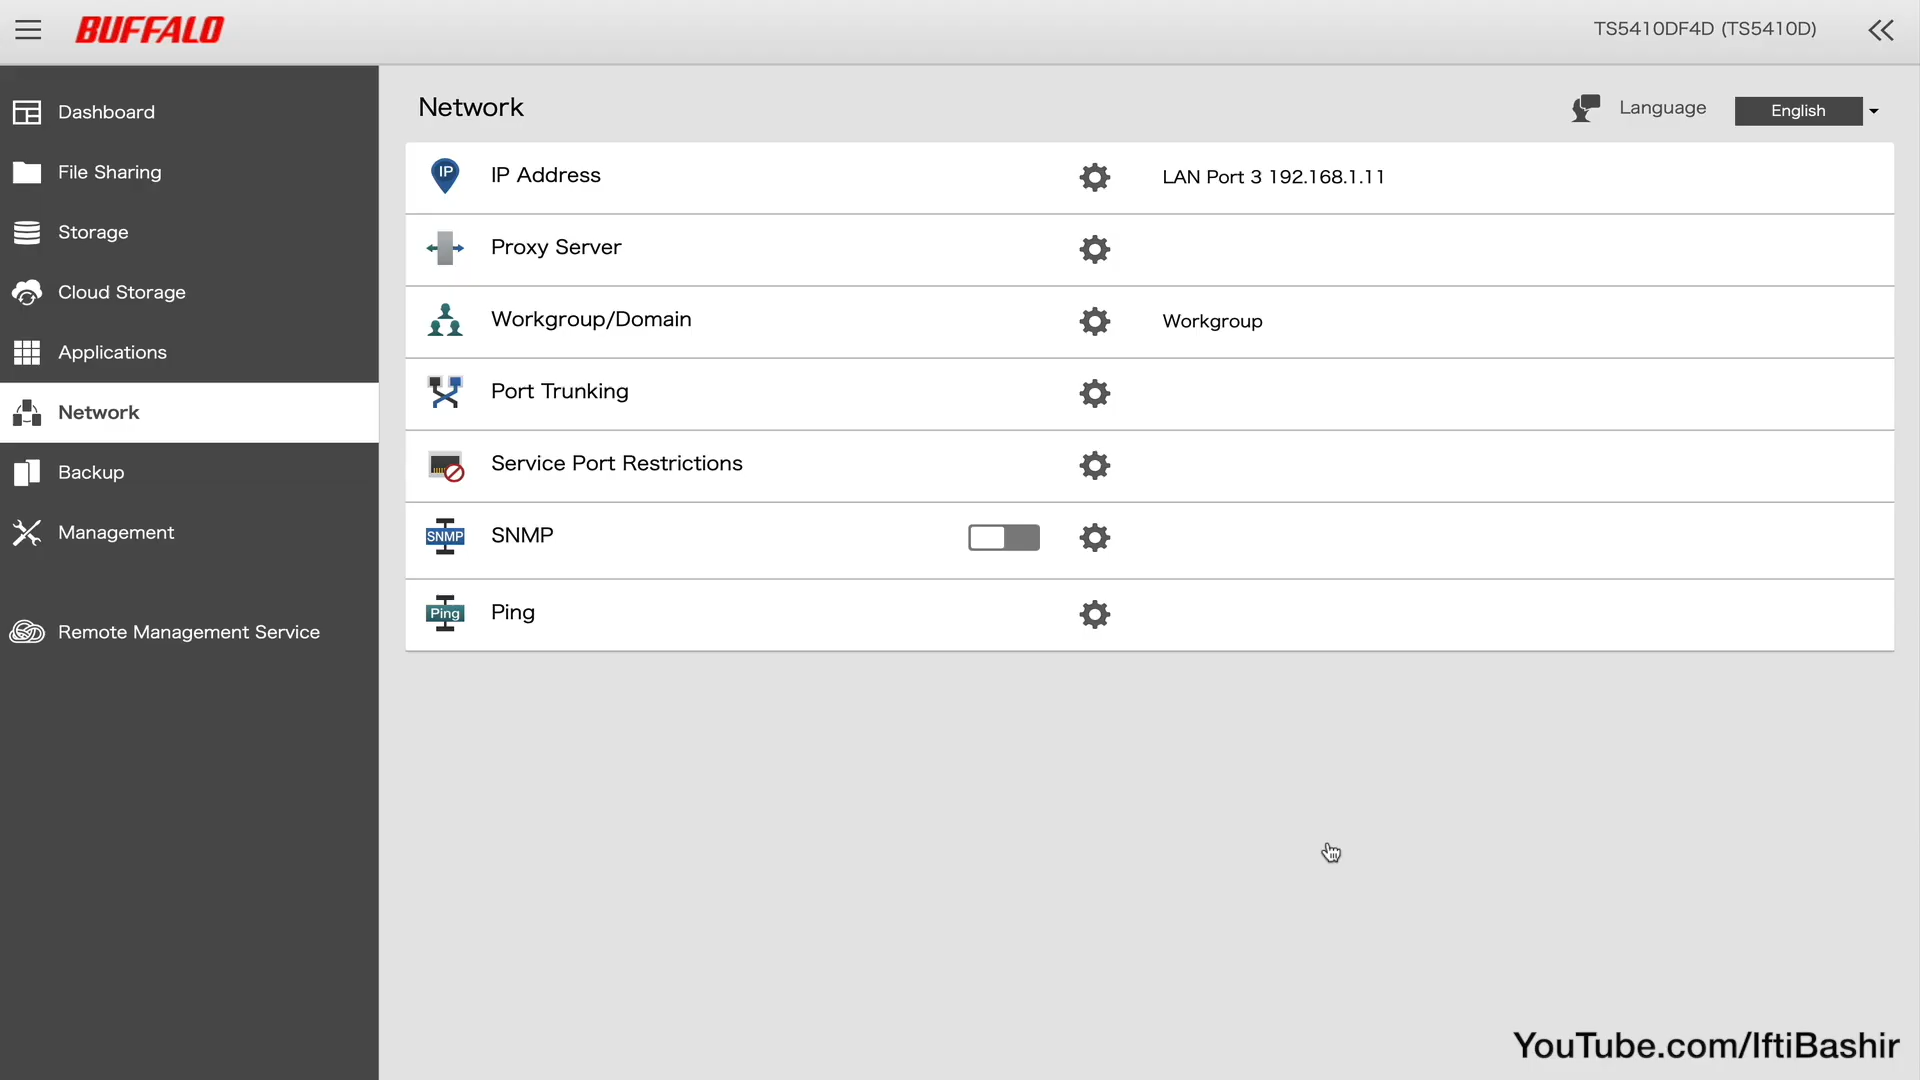 BUFFALO
TS5410DF4D (TS5410D)
Dashboard
File Sharing
Storage
Cloud Storage
Applications
Network
Backup
Management
Remote Management Service
Network
Language
English
IP
IP Address
LAN Port 3 192.168.1.11
Proxy Server
Workgroup/Domain
Workgroup
Port Trunking
Service Port Restrictions
SNMP
SNMP
Ping
Ping
YouTube.com/IftiBashir